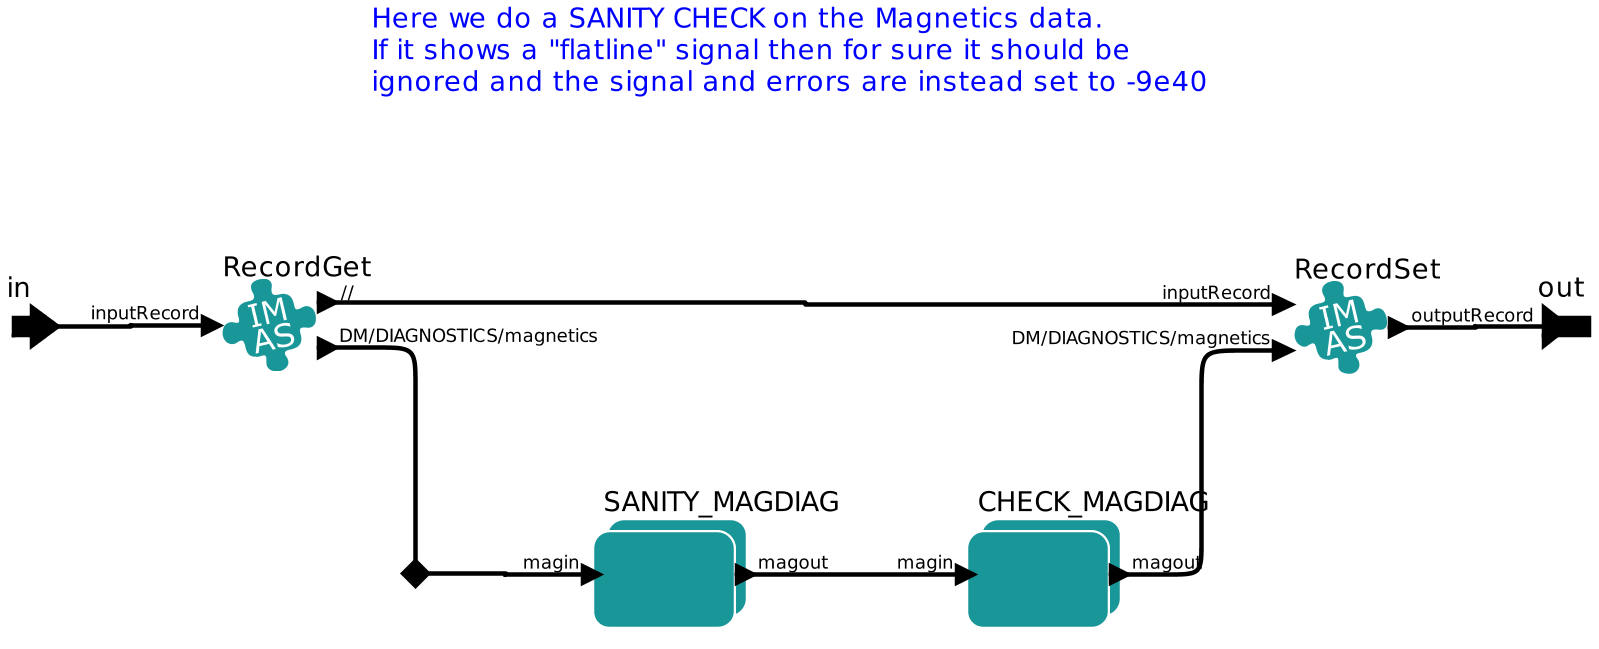 Here we do a SANITY CHECK on the Magnetics data.
If it shows a "flatline" signal then for sure it should be
ignored and the signal and errors are instead set to -9e40
RecordGet
RecordSet
in
out
inputRecord
IM
AS
//
inputRecord
IM
AS
outputRecord
DM/DIAGNOSTICS/magnetics
DM/DIAGNOSTICS/magnetics
SANITY_MAGDIAG
CHECK_MAGDIAG
magin
magout
magin
magout